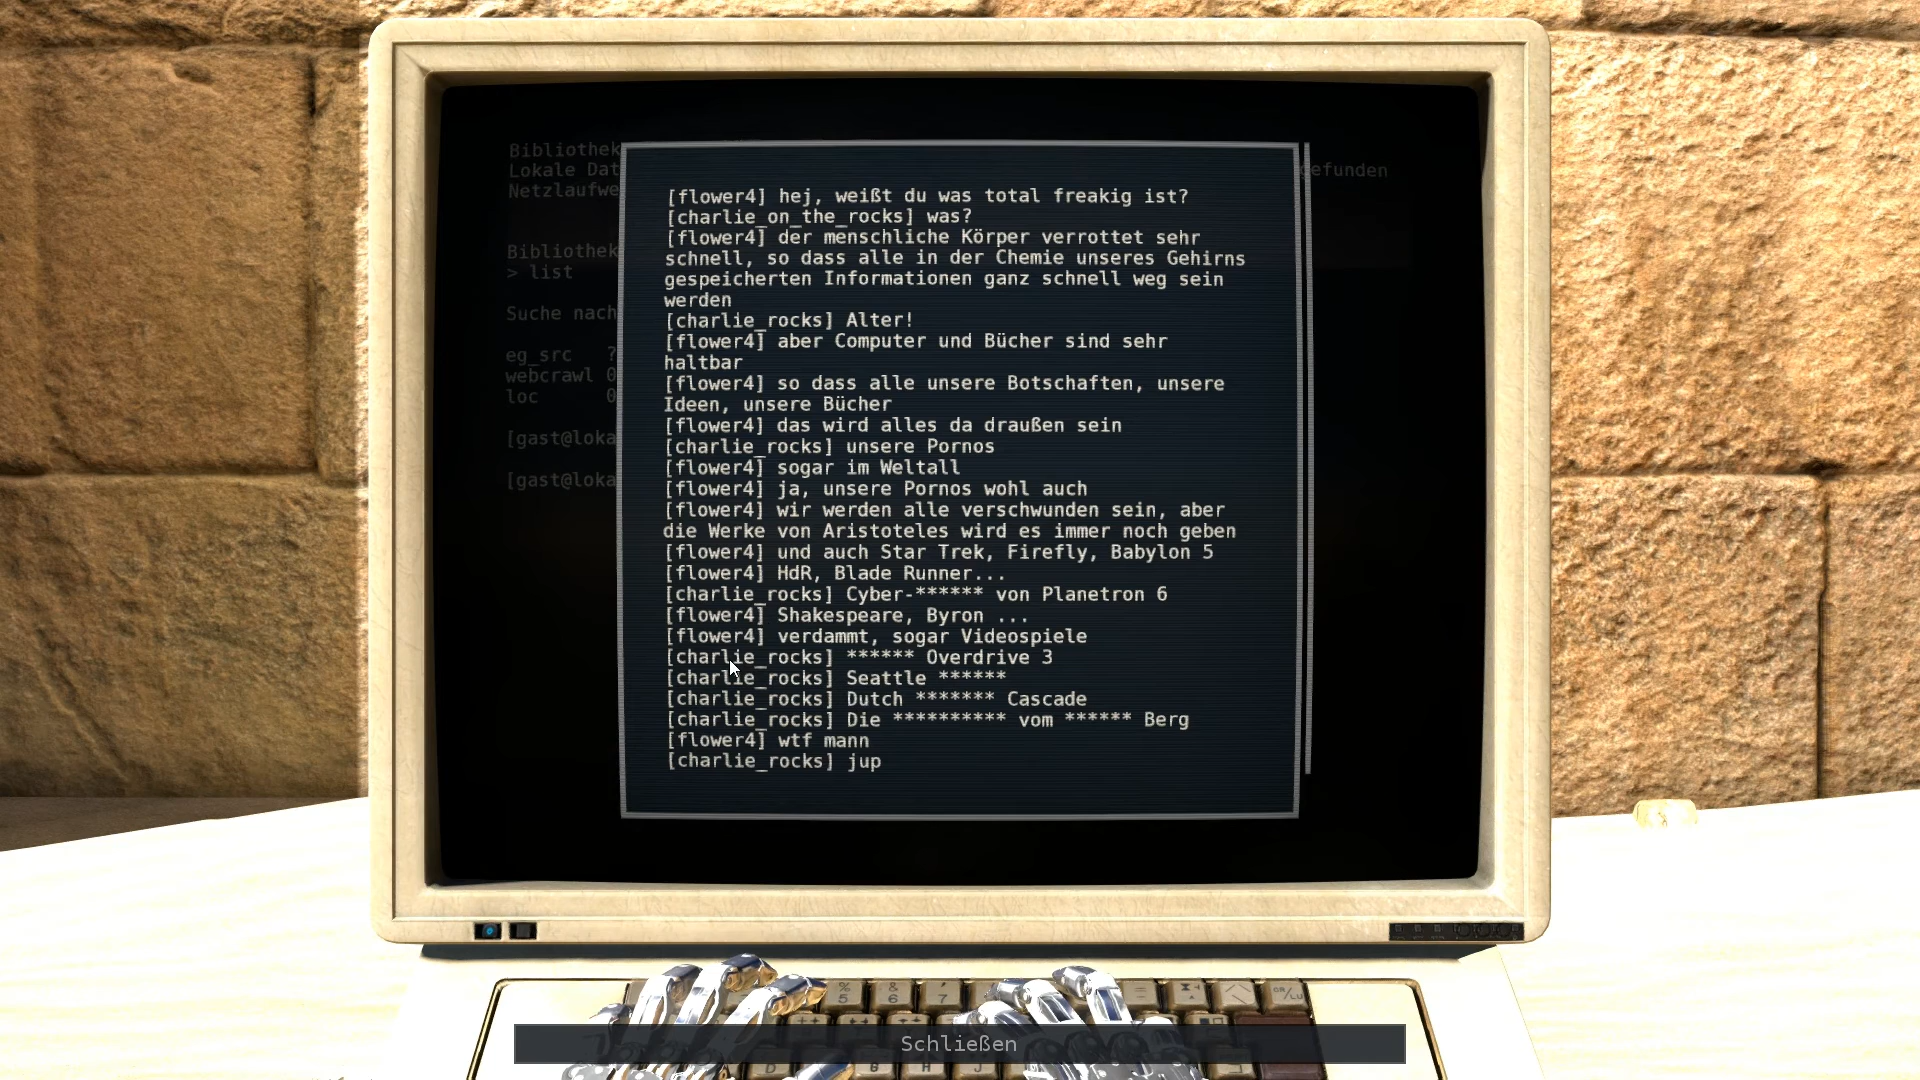 Bibliothek
Lokale Dat
gefunden
Netzlaufwe
Bibliothek
> list
Suche nach
eg_src ?
webcrawl 0
loc 0
[gast@loka
[gast@loka
[flower4] hej, weißt du was total freakig ist?
[charlie_on_the_rocks] was?
[flower4] der menschliche Körper verrottet sehr
schnell, so dass alle in der Chemie unseres Gehirns
gespeicherten Informationen ganz schnell weg sein
werden
[charlie_rocks] Alter!
[flower4] aber Computer und Bücher sind sehr
haltbar
[flower4] so dass alle unsere Botschaften, unsere
Ideen, unsere Bücher
[flower4] das wird alles da draußen sein
[charlie_rocks] unsere Pornos
[flower4] sogar im Weltall
[flower4] ja, unsere Pornos wohl auch
[flower4] wir werden alle verschwunden sein, aber
die Werke von Aristoteles wird es immer noch geben
[flower4] und auch Star Trek, Firefly, Babylon 5
[flower4] HdR, Blade Runner...
[charlie_rocks] Cyber-****** von Planetron 6
[flower4] Shakespeare, Byron ...
[flower4] verdammt, sogar Videospiele
[charlie_rocks] ****** Overdrive 3
[charlie_rocks] Seattle ******
[charlie_rocks] Dutch ******* Cascade
[charlie_rocks] Die ********** vom ****** Berg
[flower4] wtf mann
[charlie_rocks] jup
Schließen